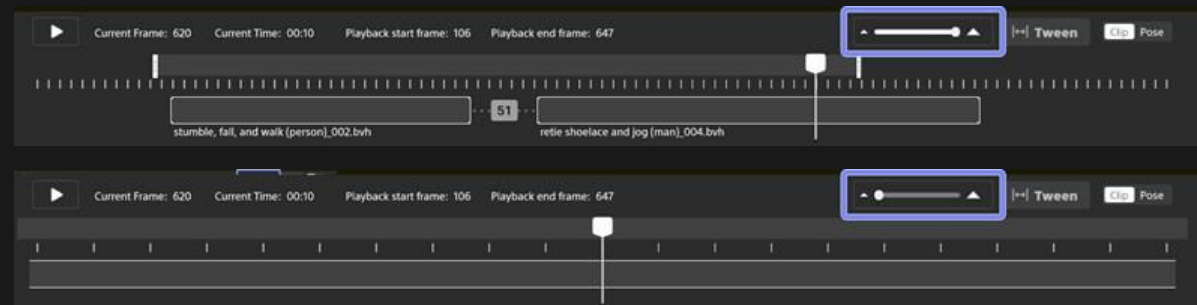 Current Frame: 620 Current Time: 00:10 Playback start frame: 106 Playback end frame: 647 Tween Clip Pose
51
stumble, fall, and walk (person)_002.bvh retie shoelace and jog (man)_004.bvh
Current Frame: 620 Current Time: 00:10 Playback start frame: 106 Playback end frame: 647 Tween Clip Pose